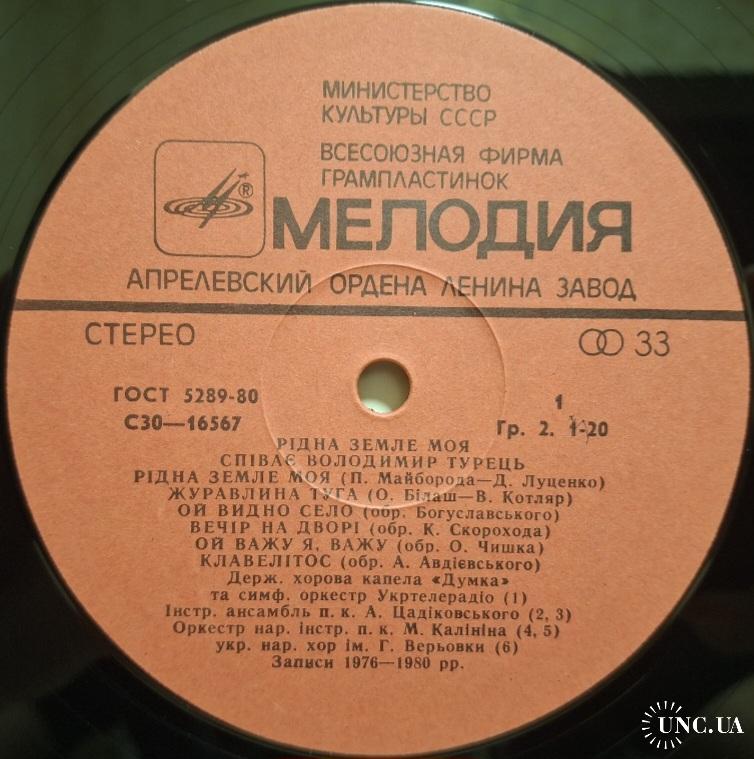 МИНИСТЕРСТВО
КУЛЬТУРЫ СССР
ВСЕСОЮЗНАЯ ФИРМА
ГРАМПЛАСТИНОК
®
МЕЛОДИЯ
АПРЕЛЕВСКИЙ ОРДЕНА ЛЕНИНА ЗАВОД
СТЕРЕО
33
ГОСТ 5289-80
С30—16567
1
Гр. 2. 1-20
РІДНА ЗЕМЛЕ МОЯ
СПІВАЄ ВОЛОДИМИР ТУРЕЦЬ
РІДНА ЗЕМЛЕ МОЯ (П. Майборода—Д. Луценко)
ЖУРАВЛИНА ТУГА (О. Білаш—В. Котляр)
ОЙ ВИДНО СЕЛО (обр. Богуславського)
ВЕЧІР НА ДВОРІ (обр. К. Скорохода)
ОЙ ВАЖУ Я, ВАЖУ (обр. О. Чишка)
КЛАВЕЛІТОС (обр. А. Авдієвського)
Держ. хорова капела «Думка»
та симф. оркестр Укртелерадіо (1)
Інстр. ансамбль п. к. А. Цадіковського (2, 3)
Оркестр нар. інстр. п. к. М. Калініна (4, 5)
укр. нар. хор ім. Г. Верьовки (6)
Записи 1976—1980 рр.
UNC.UA